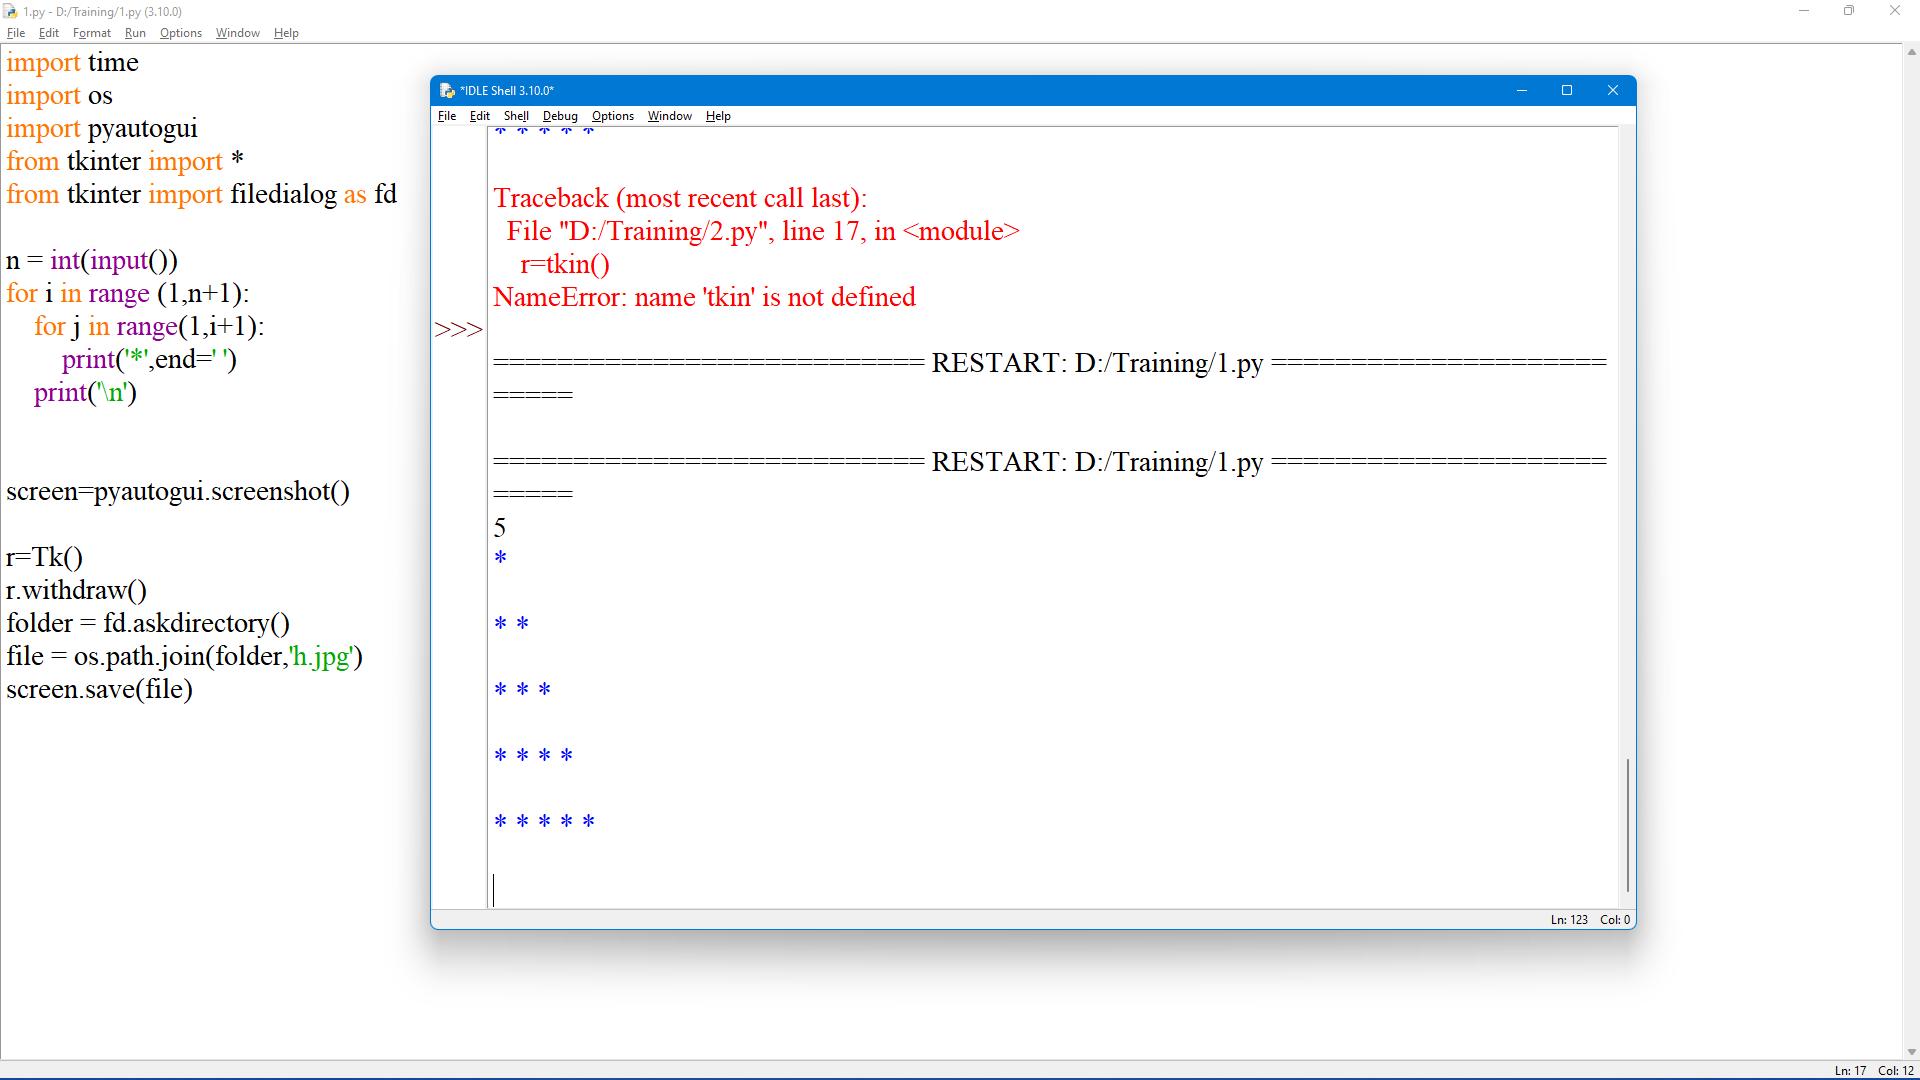 1.py - D:/Training/1.py (3.10.0)
File Edit Format Run Options Window Help
import time
import os
import pyautogui
from tkinter import *
from tkinter import filedialog as fd
n = int(input())
for i in range (1,n+1):
    for j in range(1,i+1):
        print('*',end=' ')
    print('\n')
screen=pyautogui.screenshot()
r=Tk()
r.withdraw()
folder = fd.askdirectory()
file = os.path.join(folder,'h.jpg')
screen.save(file)
*IDLE Shell 3.10.0*
File Edit Shell Debug Options Window Help
* * * * *
Traceback (most recent call last):
  File "D:/Training/2.py", line 17, in <module>
    r=tkin()
NameError: name 'tkin' is not defined
>>>
=========================== RESTART: D:/Training/1.py =====================
=====
=========================== RESTART: D:/Training/1.py =====================
=====
5
*
* *
* * *
* * * *
* * * * *
Ln: 123 Col: 0
Ln: 17 Col: 12